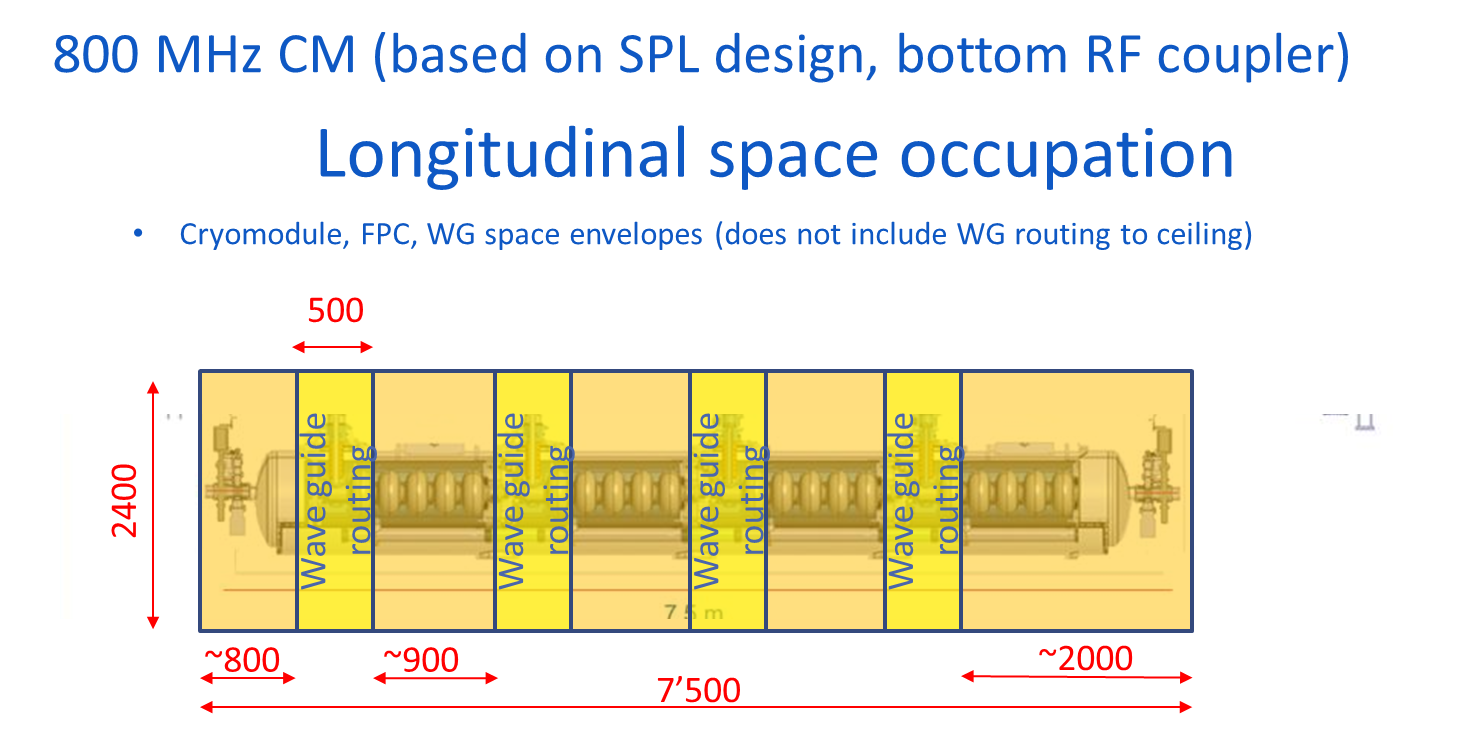 800 MHz CM (based on SPL design, bottom RF coupler)
Longitudinal space occupation
• Cryomodule, FPC, WG space envelopes (does not include WG routing to ceiling)
500
2400
Wave guide
routing
Wave guide
routing
Wave guide
routing
Wave guide
routing
7 5 m
~800
~900
~2000
7’500